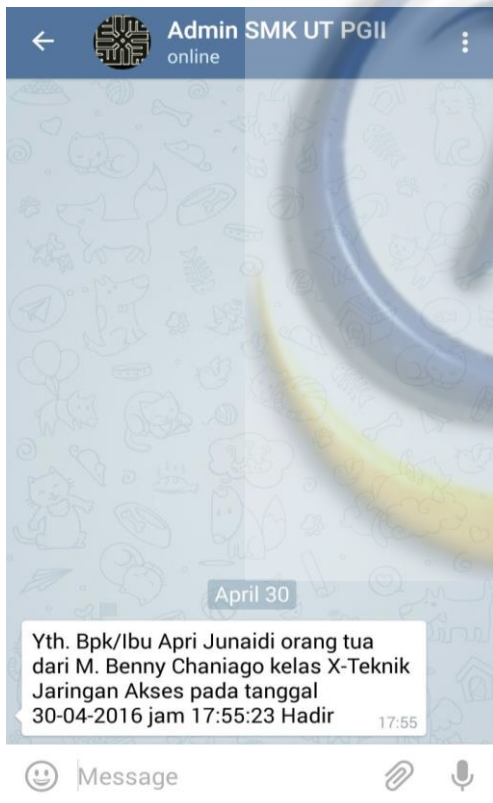 Admin SMK UT PGII
online
April 30
Yth. Bpk/Ibu Apri Junaidi orang tua
dari M. Benny Chaniago kelas X-Teknik
Jaringan Akses pada tanggal
30-04-2016 jam 17:55:23 Hadir
17:55
Message